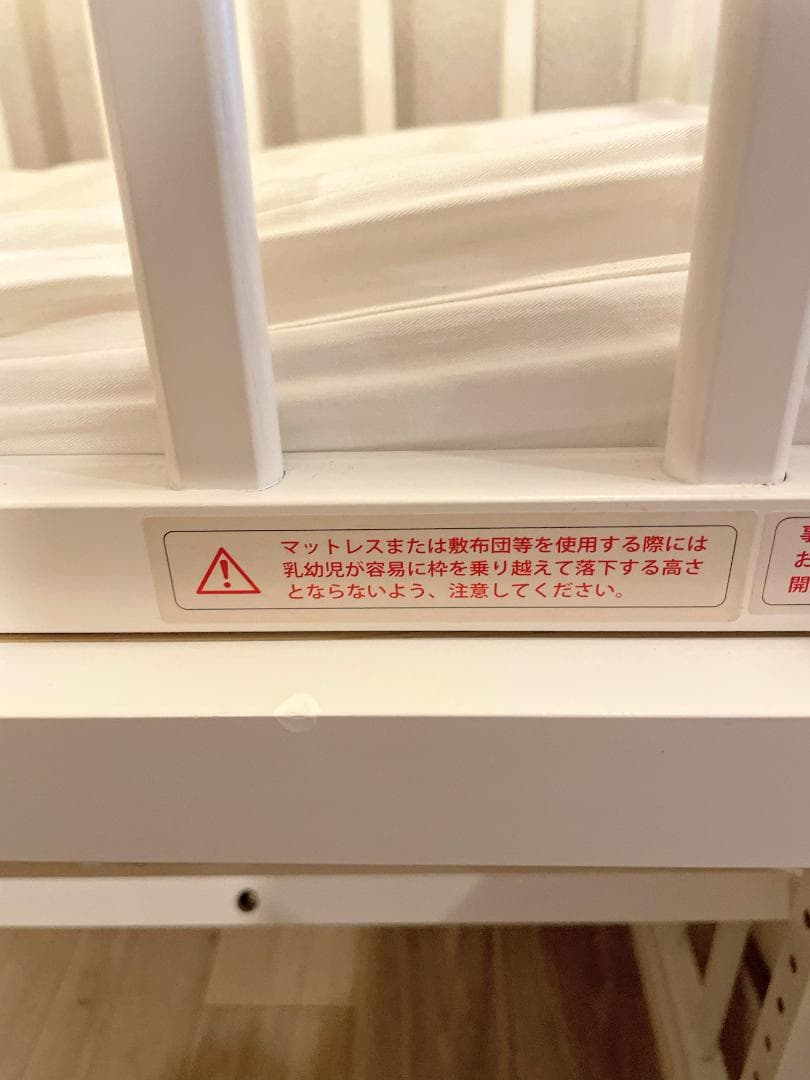 マットレスまたは敷布団等を使用する際には
乳幼児が容易に枠を乗り越えて落下する高さ
とならないよう、注意してください。
お
開